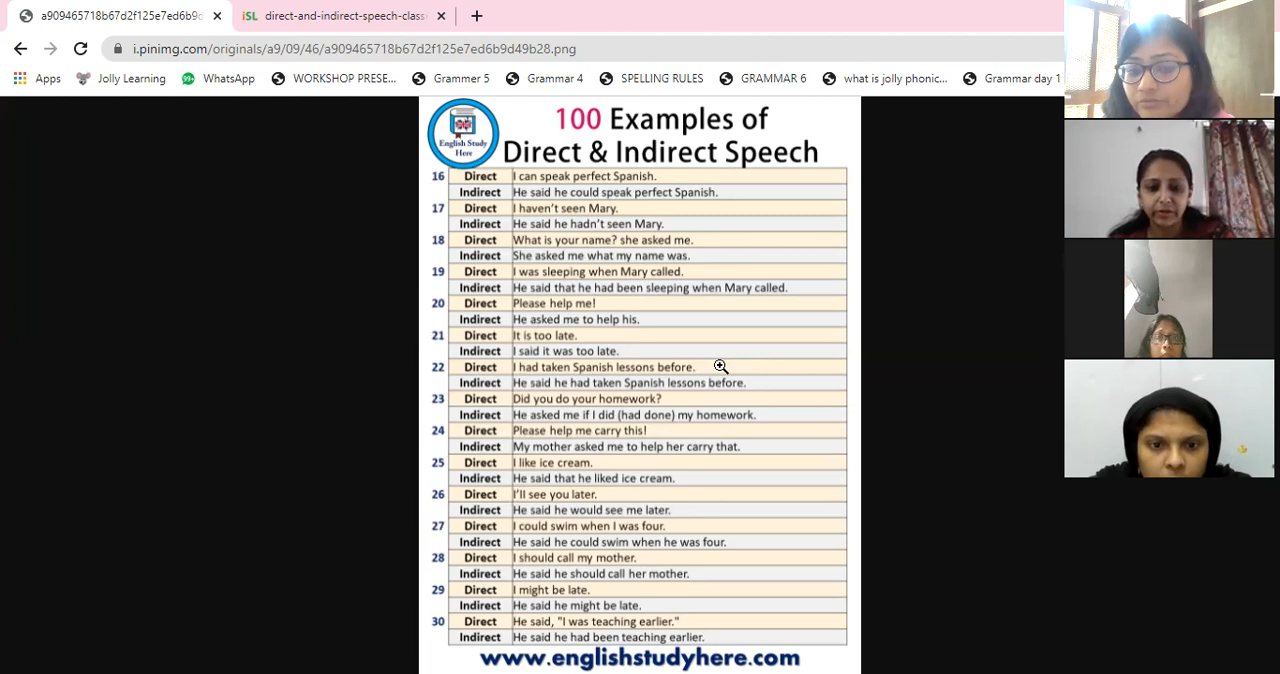 a909465718b67d2f125e7ed6b9d
iSL direct-and-indirect-speech-class
i.pinimg.com/originals/a9/09/46/a909465718b67d2f125e7ed6b9d49b28.png
Apps Jolly Learning 99+ WhatsApp WORKSHOP PRESE... Grammer 5 Grammar 4 SPELLING RULES GRAMMAR 6 what is jolly phonic... Grammar day 1
English Study
Here
100 Examples of
Direct & Indirect Speech
16 Direct I can speak perfect Spanish.
Indirect He said he could speak perfect Spanish.
17 Direct I haven't seen Mary.
Indirect He said he hadn't seen Mary.
18 Direct What is your name? she asked me.
Indirect She asked me what my name was.
19 Direct I was sleeping when Mary called.
Indirect He said that he had been sleeping when Mary called.
20 Direct Please help me!
Indirect He asked me to help his.
21 Direct It is too late.
Indirect I said it was too late.
22 Direct I had taken Spanish lessons before.
Indirect He said he had taken Spanish lessons before.
23 Direct Did you do your homework?
Indirect He asked me if I did (had done) my homework.
24 Direct Please help me carry this!
Indirect My mother asked me to help her carry that.
25 Direct I like ice cream.
Indirect He said that he liked ice cream.
26 Direct I'll see you later.
Indirect He said he would see me later.
27 Direct I could swim when I was four.
Indirect He said he could swim when he was four.
28 Direct I should call my mother.
Indirect He said he should call her mother.
29 Direct I might be late.
Indirect He said he might be late.
30 Direct He said, "I was teaching earlier."
Indirect He said he had been teaching earlier.
www.englishstudyhere.com